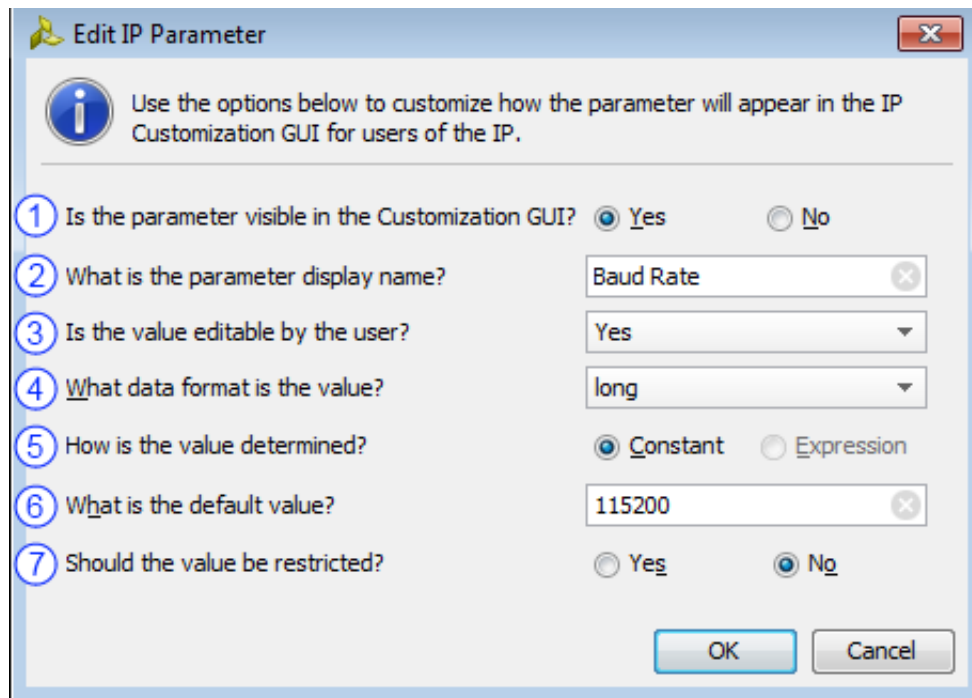 Edit IP Parameter
Use the options below to customize how the parameter will appear in the IP
Customization GUI for users of the IP.
1 Is the parameter visible in the Customization GUI? Yes No
2 What is the parameter display name? Baud Rate
3 Is the value editable by the user? Yes
4 What data format is the value? long
5 How is the value determined? Constant Expression
6 What is the default value? 115200
7 Should the value be restricted? Yes No
OK Cancel